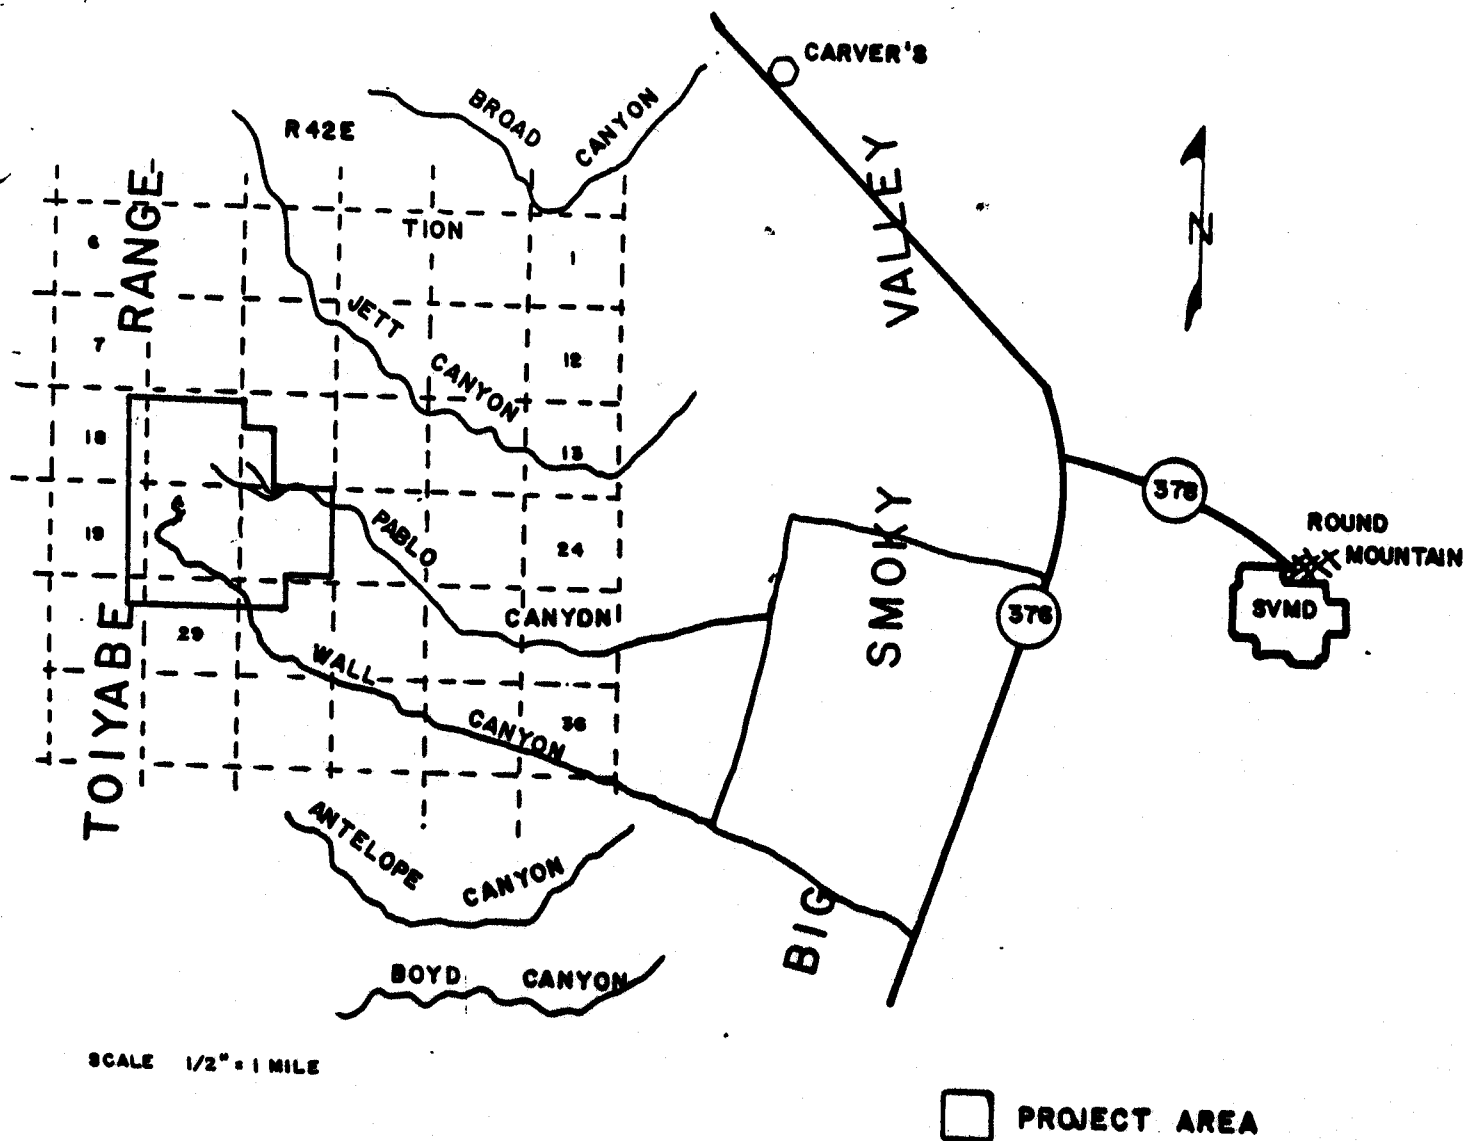 CARVER'S
BROAD CANYON
R42E
N
TION
6
1
RANGE
VALLEY
JETT CANYON
7
12
18
13
378
ROUND
MOUNTAIN
19
PABLO
24
SMOKY
376
SVMD
CANYON
29
TOIYABE
WALL
CANYON
36
ANTELOPE CANYON
BIG
BOYD CANYON
SCALE 1/2" = 1 MILE
PROJECT AREA